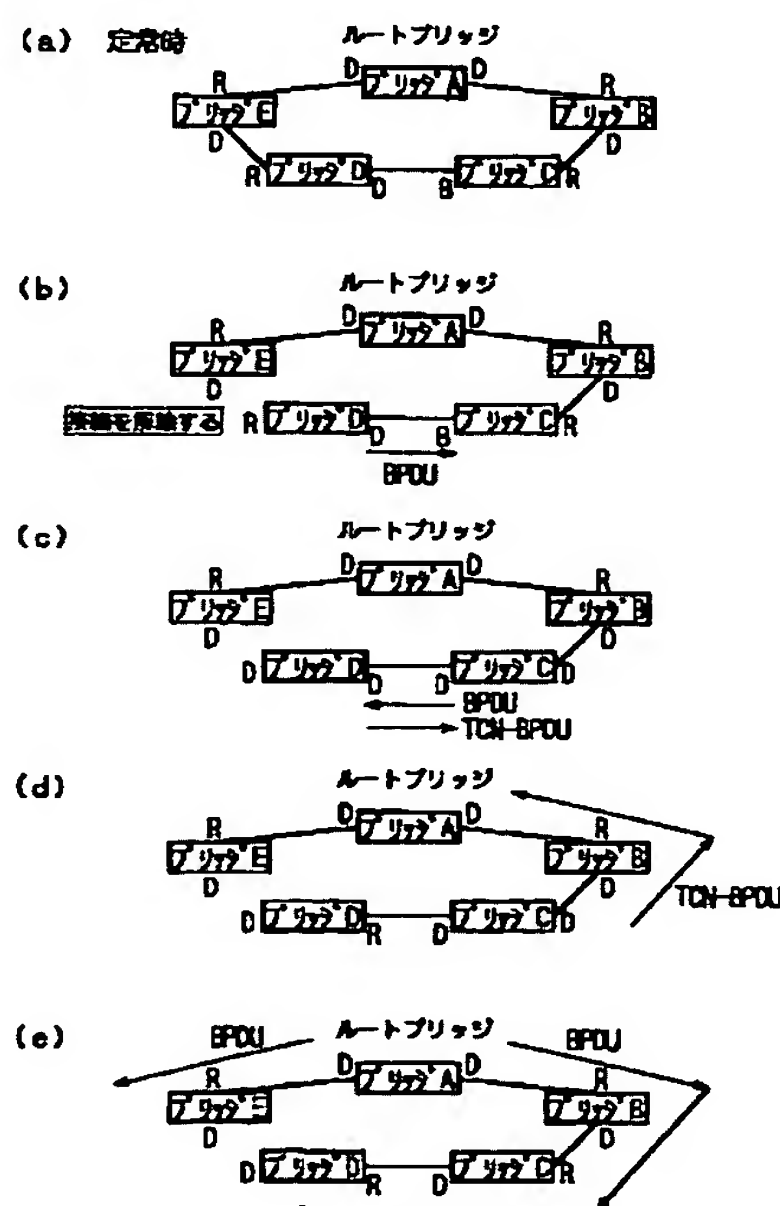 (a) 定常時
ルートブリッジ
D ブリッジA D
R
ブリッジE
D
R
ブリッジB
D
R ブリッジD D
B ブリッジC R
(b)
ルートブリッジ
D ブリッジA D
R
ブリッジE
D
R
ブリッジB
D
接続を解除する
R ブリッジD D
B ブリッジC R
BPDU
(c)
ルートブリッジ
D ブリッジA D
R
ブリッジE
D
R
ブリッジB
D
D ブリッジD D
D ブリッジC D
BPDU
TCN-BPDU
(d)
ルートブリッジ
D ブリッジA D
R
ブリッジE
D
R
ブリッジB
D
TCN-BPDU
D ブリッジD R
D ブリッジC D
(e)
BPDU
ルートブリッジ
BPDU
D ブリッジA D
R
ブリッジE
D
R
ブリッジB
D
D ブリッジD R
D ブリッジC R